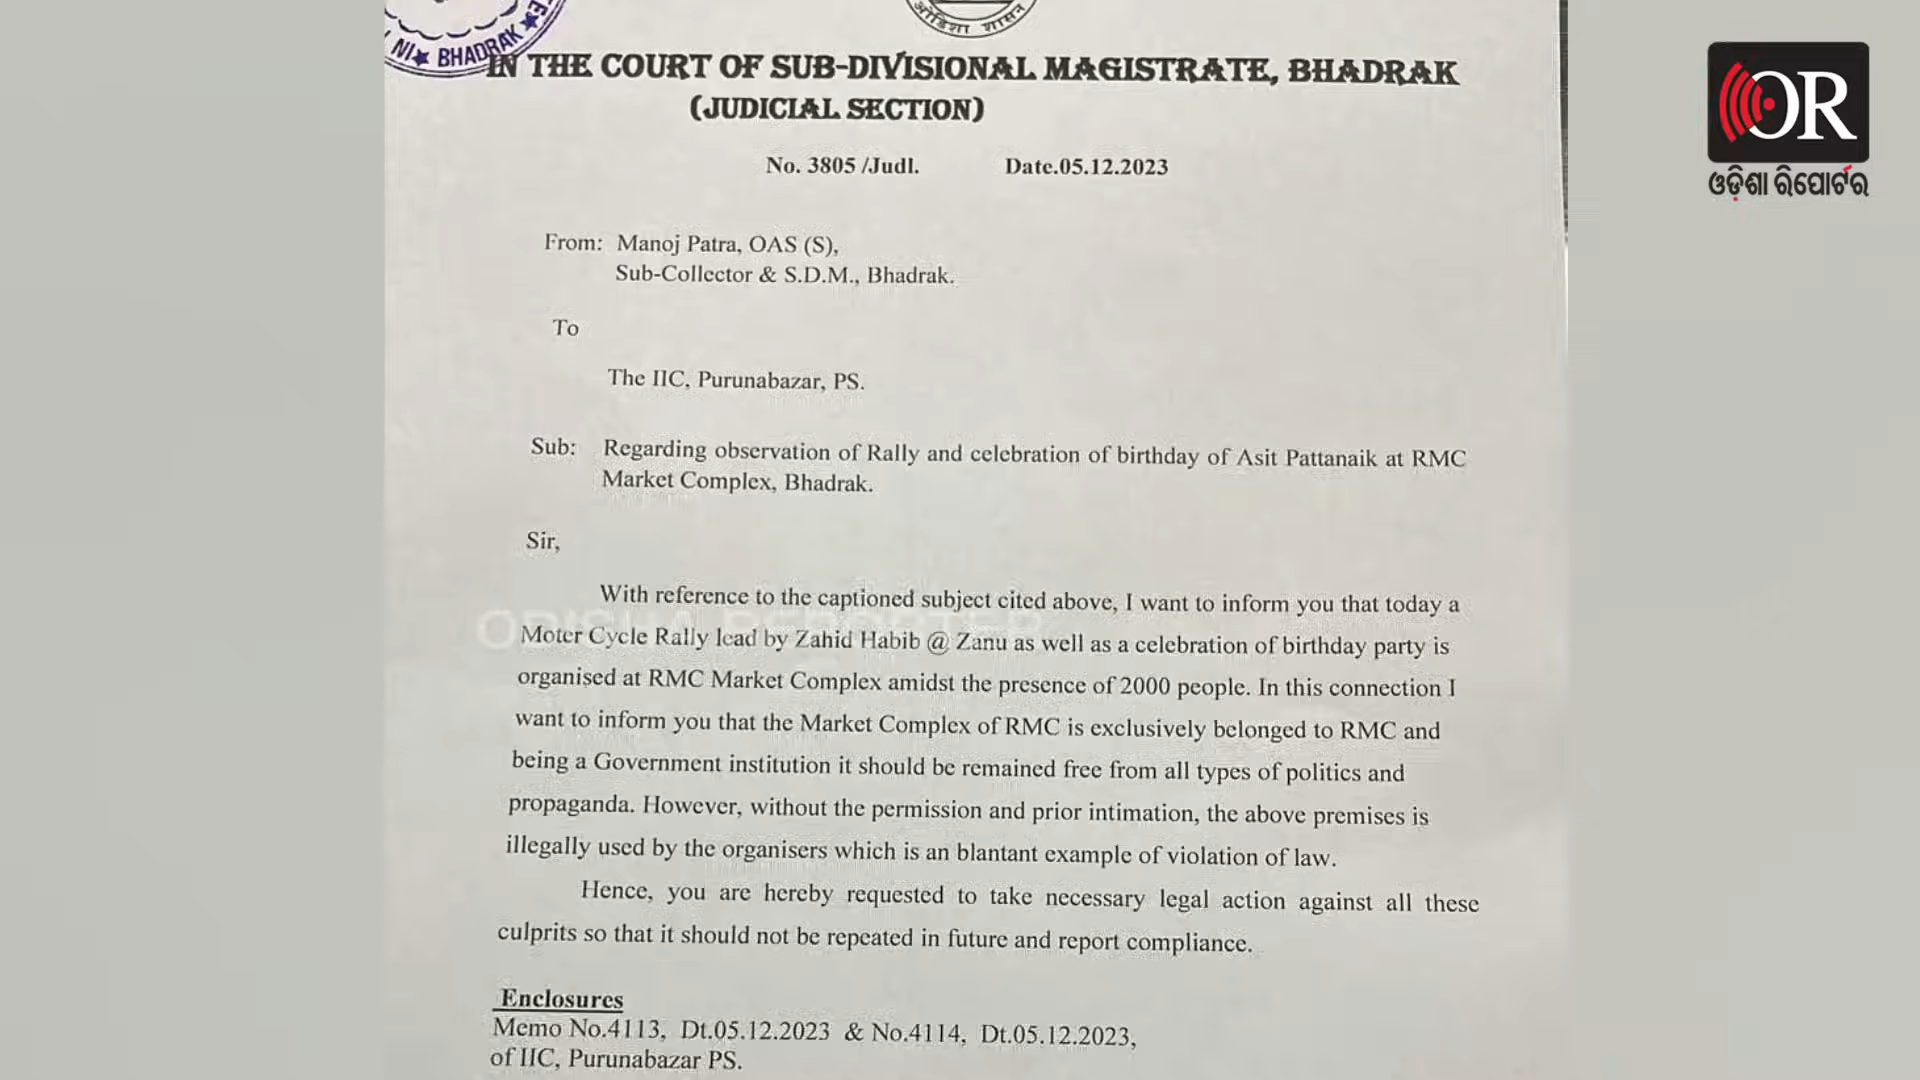 NI★ BHADRAK ★
ओडिशा शासन
IN THE COURT OF SUB-DIVISIONAL MAGISTRATE, BHADRAK
(JUDICIAL SECTION)
No. 3805 /Judl. Date.05.12.2023
OR
ଓଡ଼ିଶା ରିପୋର୍ଟର
From: Manoj Patra, OAS (S),
Sub-Collector & S.D.M., Bhadrak.
To
The IIC, Purunabazar, PS.
Sub: Regarding observation of Rally and celebration of birthday of Asit Pattanaik at RMC
Market Complex, Bhadrak.
Sir,
With reference to the captioned subject cited above, I want to inform you that today a
Moter Cycle Rally lead by Zahid Habib @ Zanu as well as a celebration of birthday party is
organised at RMC Market Complex amidst the presence of 2000 people. In this connection I
want to inform you that the Market Complex of RMC is exclusively belonged to RMC and
being a Government institution it should be remained free from all types of politics and
propaganda. However, without the permission and prior intimation, the above premises is
illegally used by the organisers which is an blantant example of violation of law.
Hence, you are hereby requested to take necessary legal action against all these
culprits so that it should not be repeated in future and report compliance.
Enclosures
Memo No.4113, Dt.05.12.2023 & No.4114, Dt.05.12.2023,
of IIC, Purunabazar PS.
ODISHA REPORTER